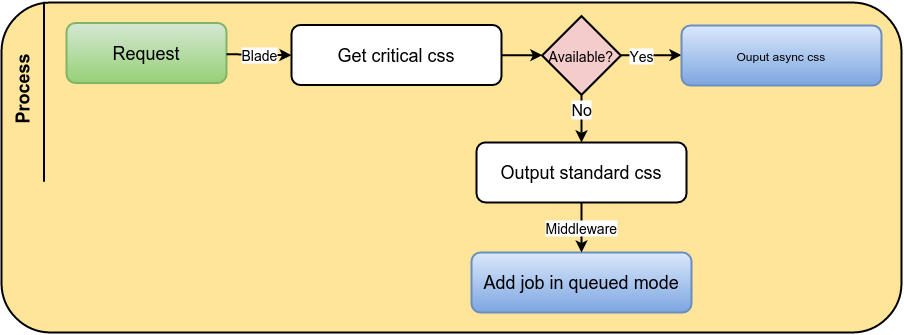 Process
Request
Blade
Get critical css
Available?
Yes
Ouput async css
No
Output standard css
Middleware
Add job in queued mode